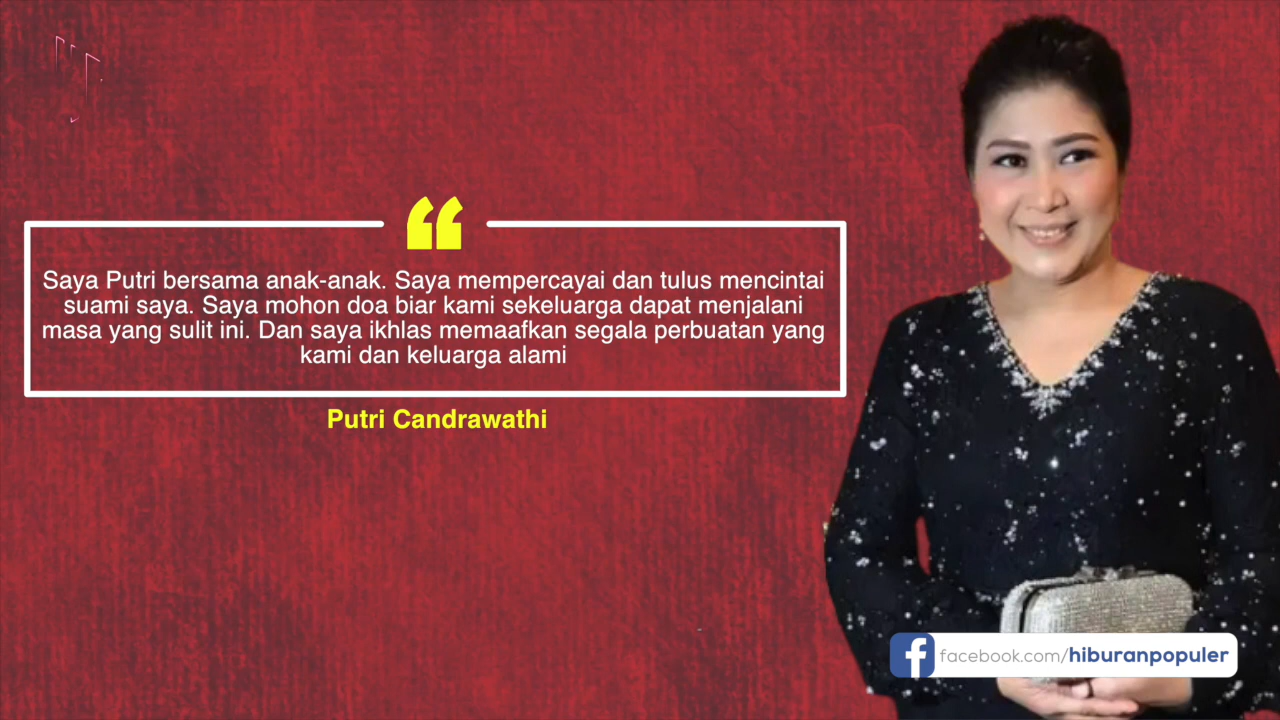 Saya Putri bersama anak-anak. Saya mempercayai dan tulus mencintai
suami saya. Saya mohon doa biar kami sekeluarga dapat menjalani
masa yang sulit ini. Dan saya ikhlas memaafkan segala perbuatan yang
kami dan keluarga alami
Putri Candrawathi
facebook.com/hiburanpopuler